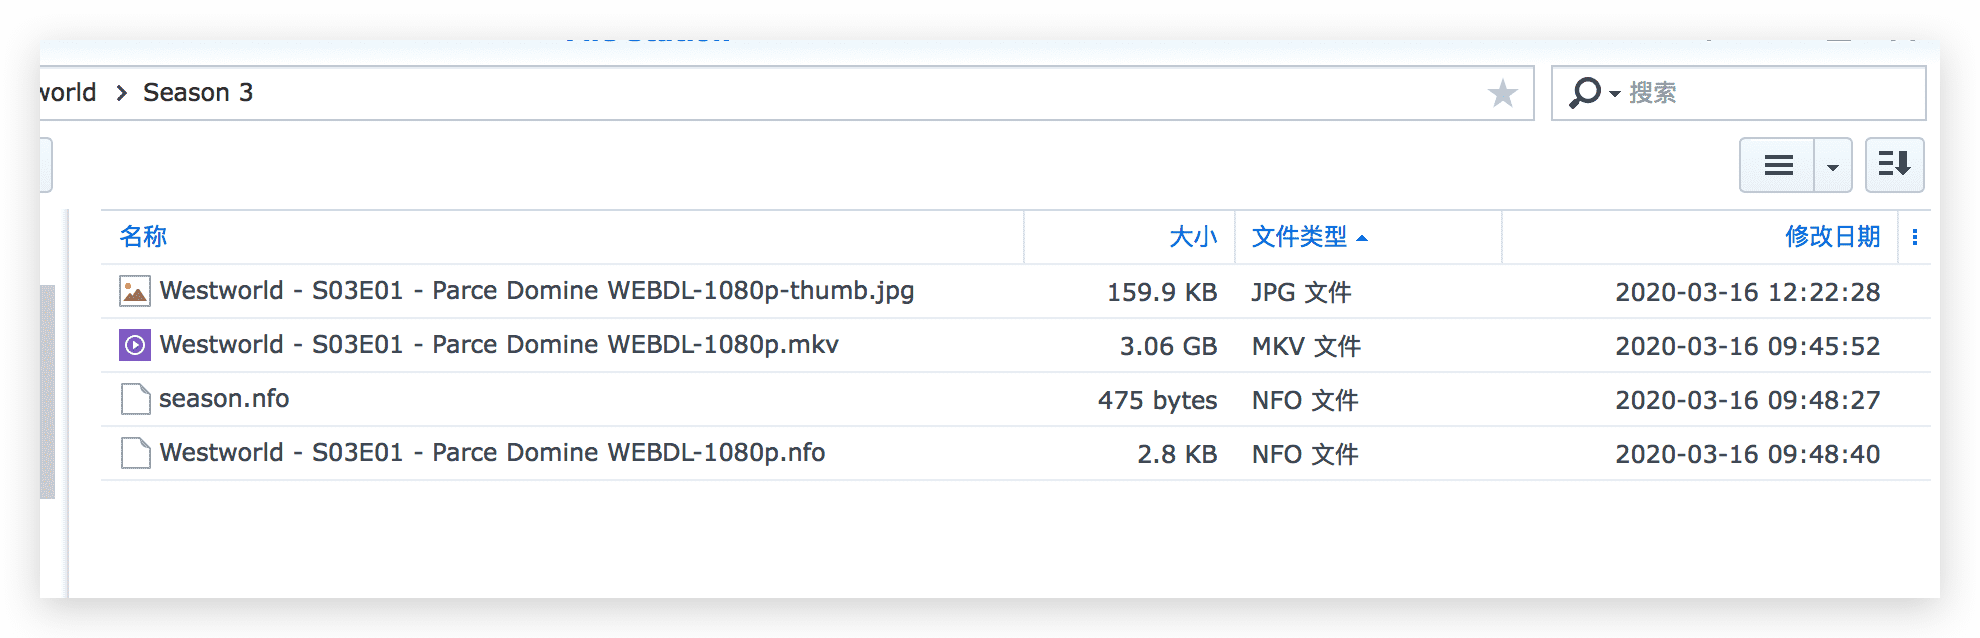 world > Season 3
搜索
名称 大小 文件类型 修改日期
Westworld - S03E01 - Parce Domine WEBDL-1080p-thumb.jpg 159.9 KB JPG 文件 2020-03-16 12:22:28
Westworld - S03E01 - Parce Domine WEBDL-1080p.mkv 3.06 GB MKV 文件 2020-03-16 09:45:52
season.nfo 475 bytes NFO 文件 2020-03-16 09:48:27
Westworld - S03E01 - Parce Domine WEBDL-1080p.nfo 2.8 KB NFO 文件 2020-03-16 09:48:40